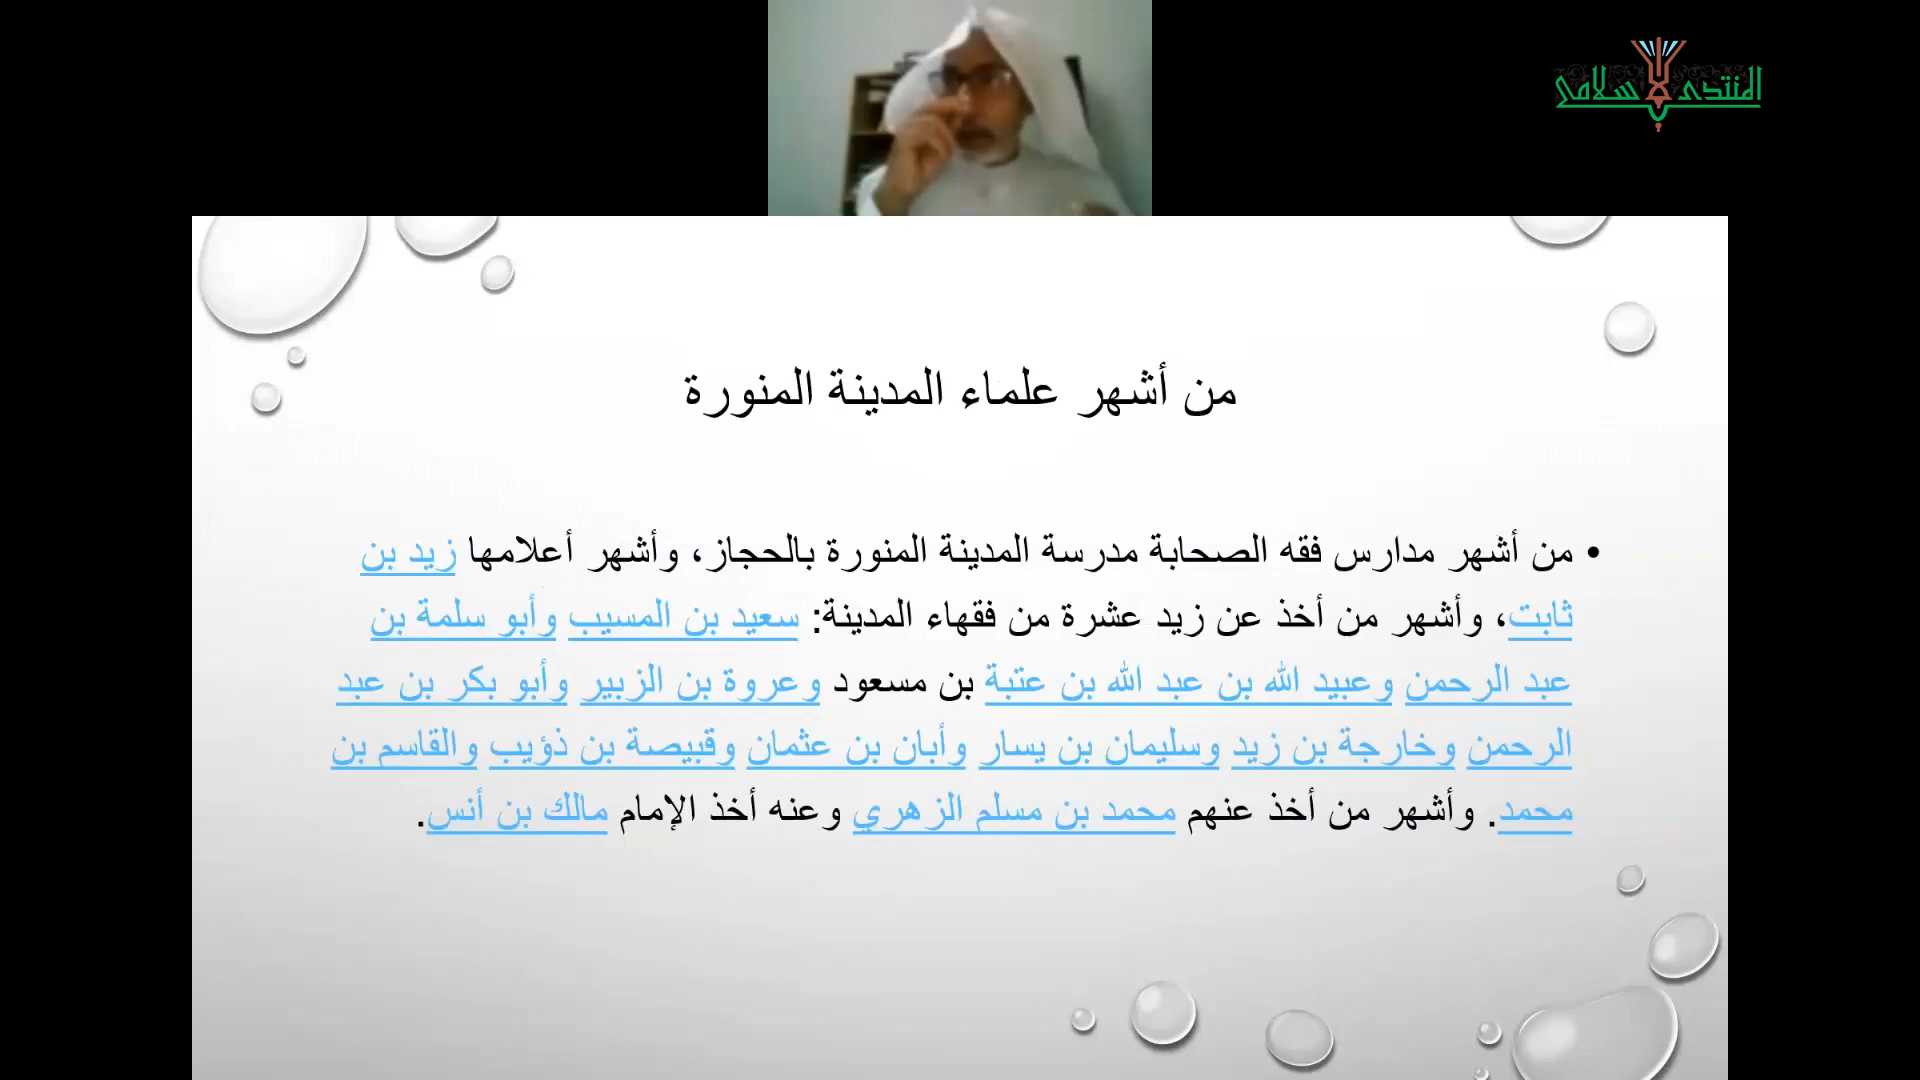 المنتدى الإسلامي
من أشهر علماء المدينة المنورة
• من أشهر مدارس فقه الصحابة مدرسة المدينة المنورة بالحجاز، وأشهر أعلامها زيد بن
ثابت، وأشهر من أخذ عن زيد عشرة من فقهاء المدينة: سعيد بن المسيب وأبو سلمة بن
عبد الرحمن وعبيد الله بن عبد الله بن عتبة بن مسعود وعروة بن الزبير وأبو بكر بن عبد
الرحمن وخارجة بن زيد وسليمان بن يسار وأبان بن عثمان وقبيصة بن ذؤيب والقاسم بن
محمد. وأشهر من أخذ عنهم محمد بن مسلم الزهري وعنه أخذ الإمام مالك بن أنس.